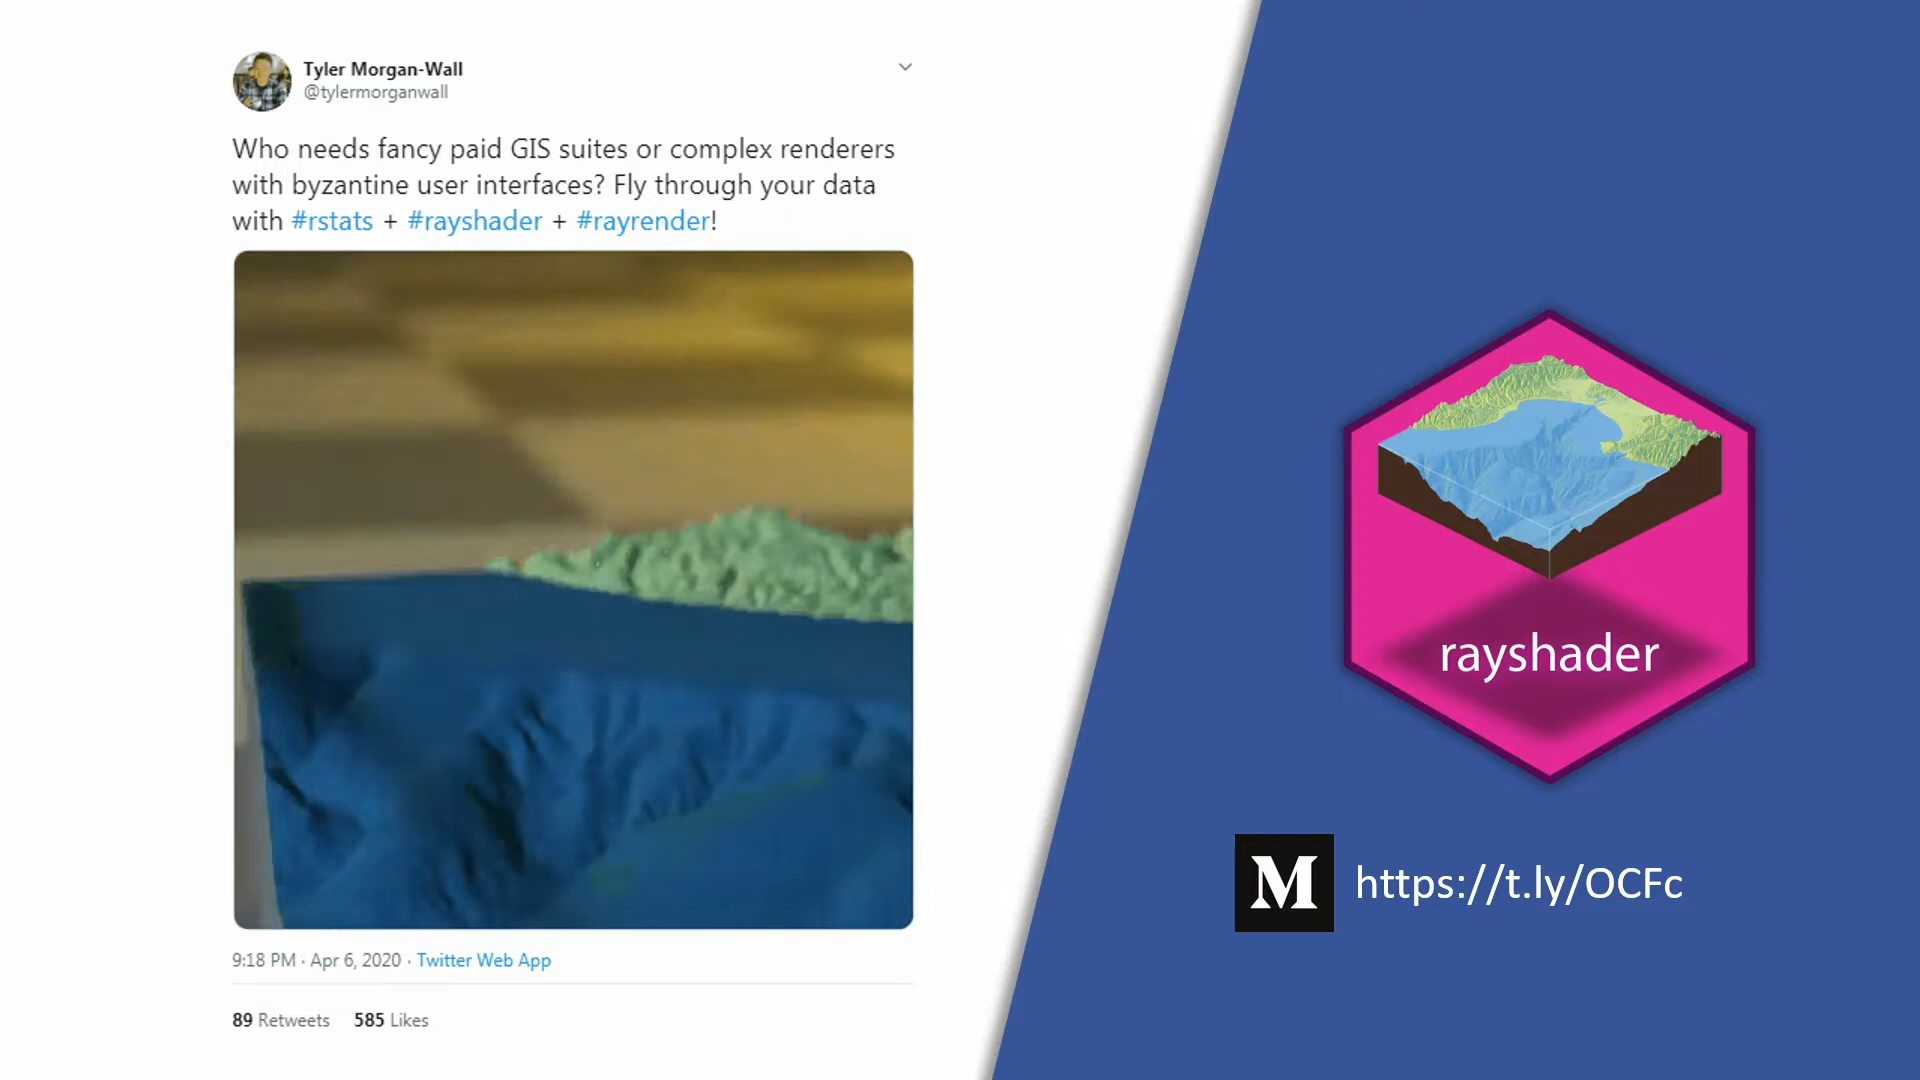 Tyler Morgan-Wall
@tylermorganwall
Who needs fancy paid GIS suites or complex renderers
with byzantine user interfaces? Fly through your data
with #rstats + #rayshader + #rayrender!
9:18 PM · Apr 6, 2020 · Twitter Web App
89 Retweets 585 Likes
rayshader
M https://t.ly/OCFc